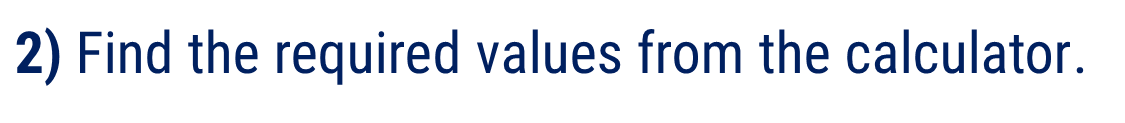 2) Find the required values from the calculator.